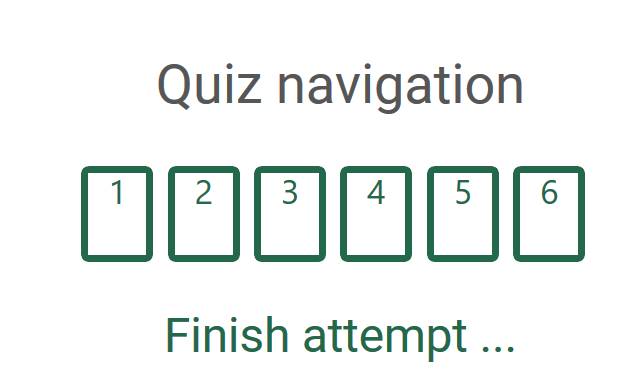 Quiz navigation
1 2 3 4 5 6
Finish attempt ...